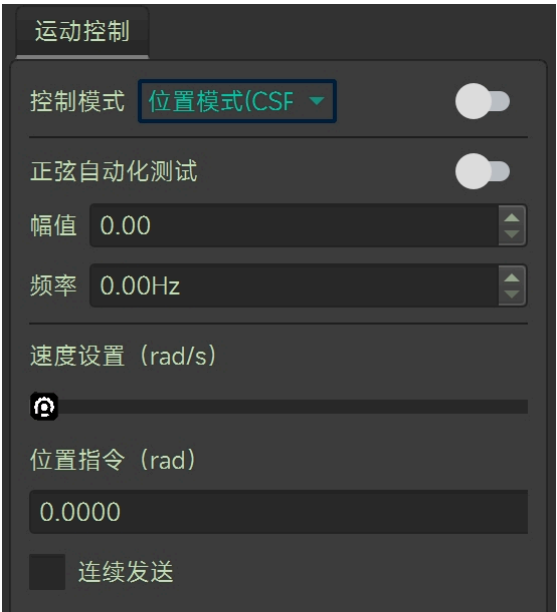 运动控制
控制模式 位置模式(CSF
正弦自动化测试
幅值 0.00
频率 0.00Hz
速度设置（rad/s）
位置指令（rad）
0.0000
连续发送